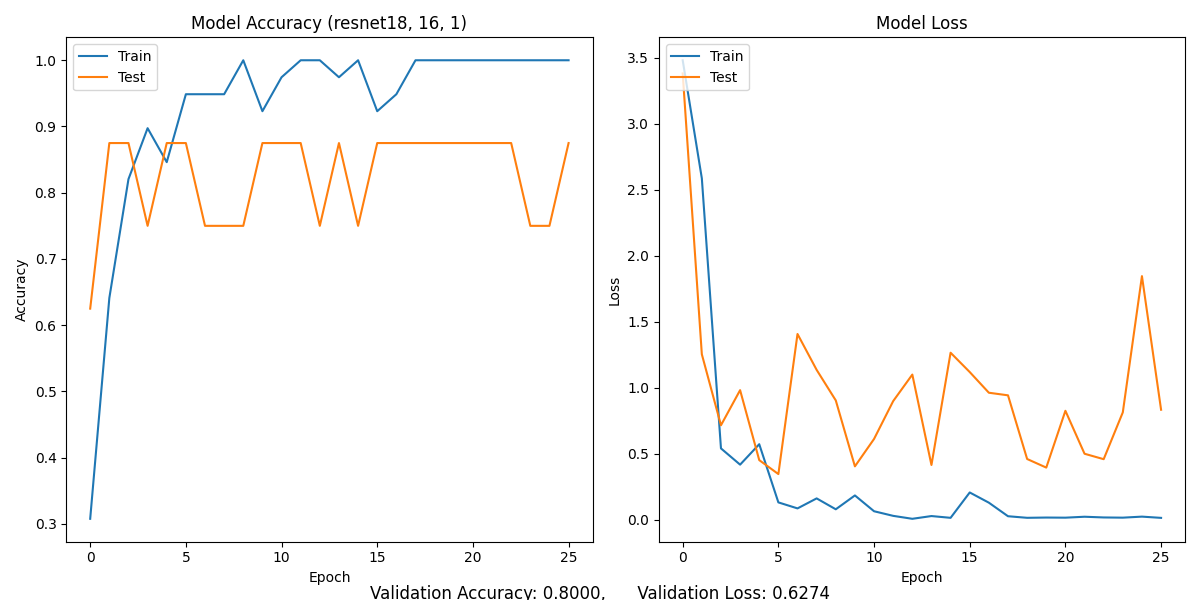 Model Accuracy (resnet18, 16, 1)
Train
Test
1.0
0.9
0.8
0.7
0.6
0.5
0.4
0.3
Accuracy
0 5 10 15 20 25
Epoch
Model Loss
Train
Test
3.5
3.0
2.5
2.0
1.5
1.0
0.5
0.0
Loss
0 5 10 15 20 25
Epoch
Validation Accuracy: 0.8000, Validation Loss: 0.6274